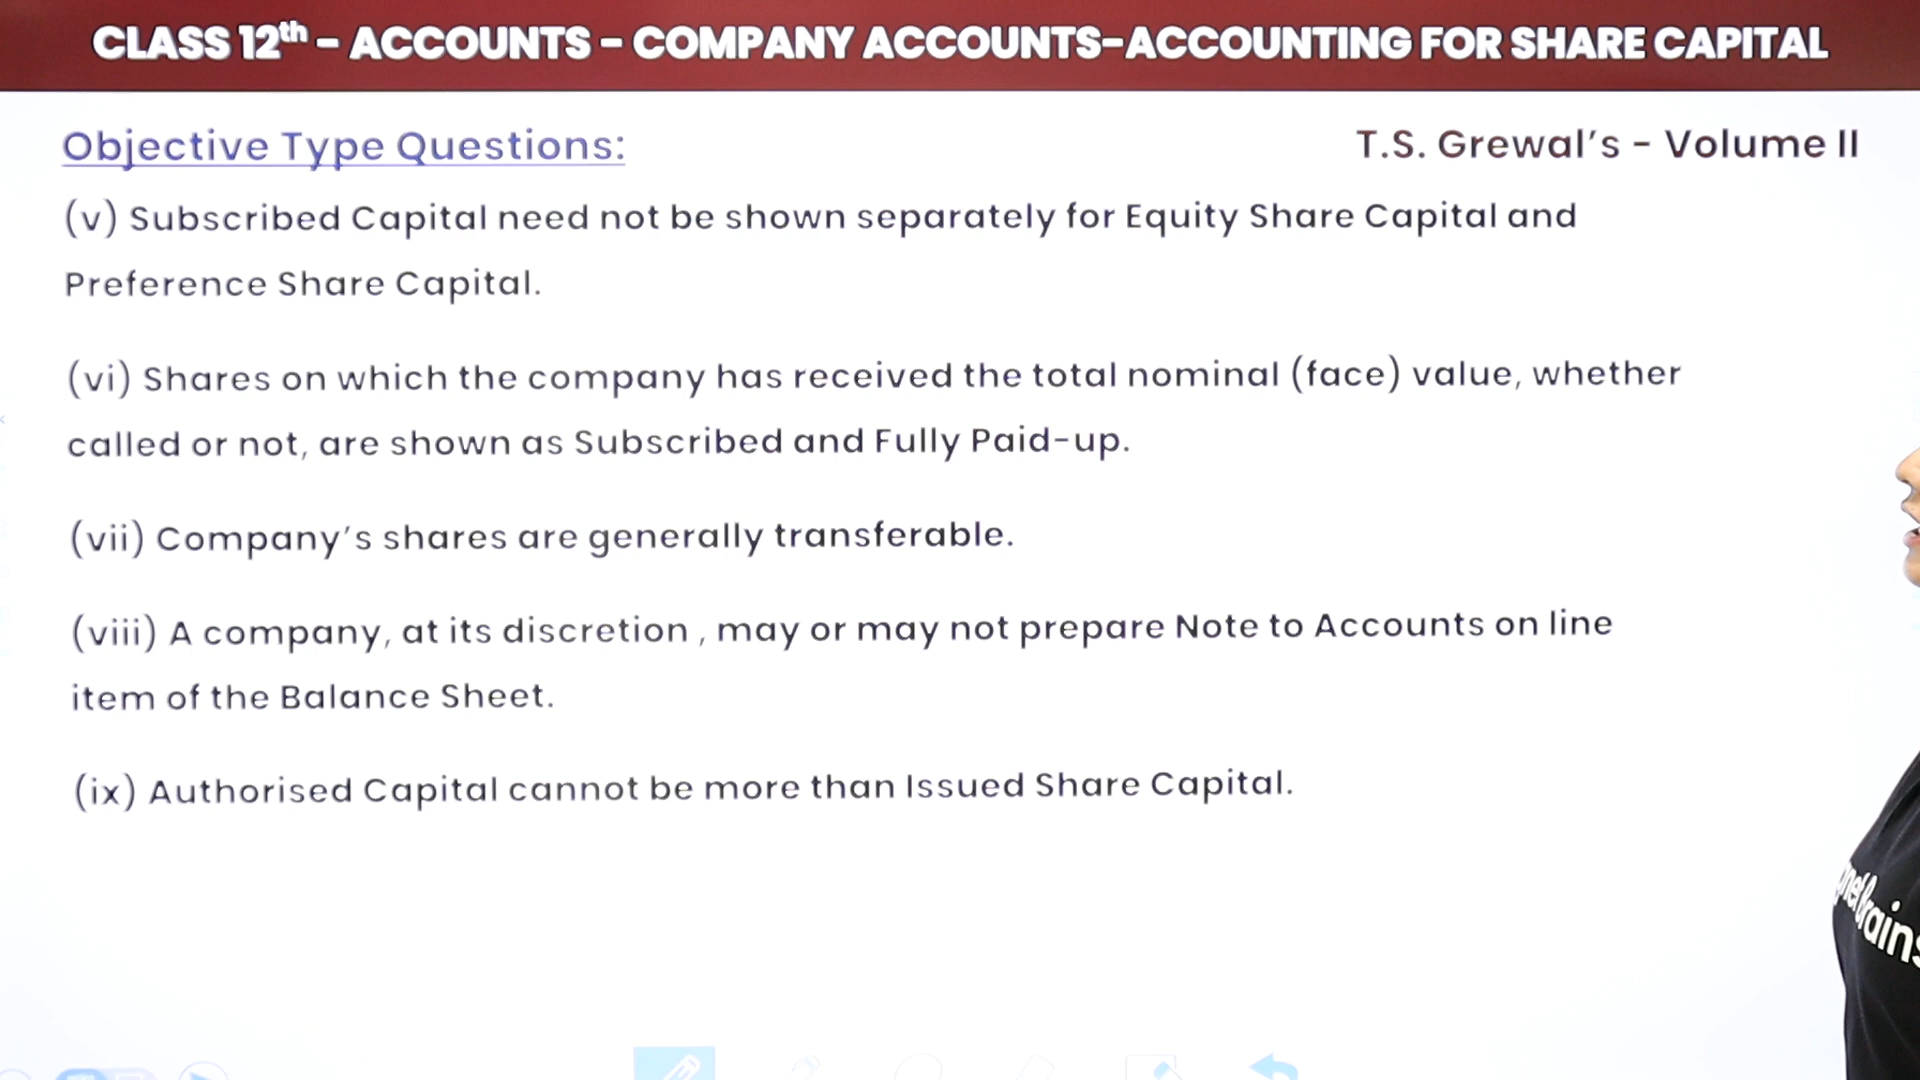 CLASS 12th - ACCOUNTS - COMPANY ACCOUNTS-ACCOUNTING FOR SHARE CAPITAL
Objective Type Questions:
T.S. Grewal's - Volume II
(v) Subscribed Capital need not be shown separately for Equity Share Capital and
Preference Share Capital.
(vi) Shares on which the company has received the total nominal (face) value, whether
called or not, are shown as Subscribed and Fully Paid-up.
(vii) Company's shares are generally transferable.
(viii) A company, at its discretion , may or may not prepare Note to Accounts on line
item of the Balance Sheet.
(ix) Authorised Capital cannot be more than Issued Share Capital.